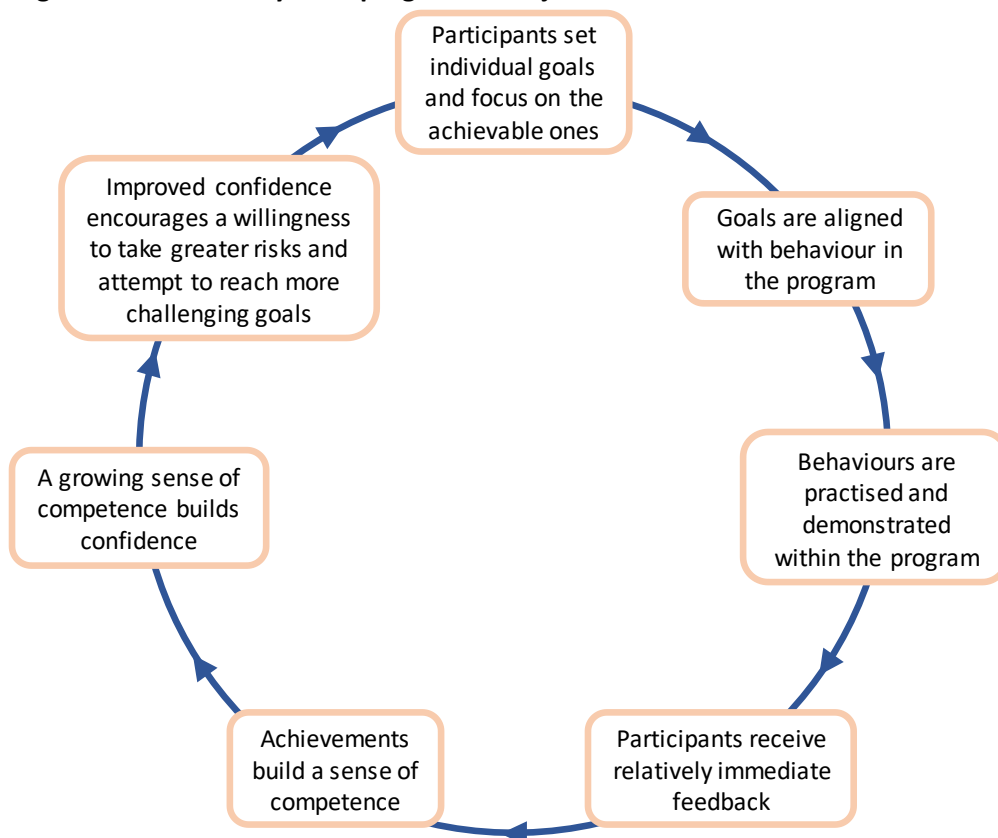 Participants set
individual goals
and focus on the
achievable ones
Goals are aligned
with behaviour in
the program
Behaviours are
practised and
demonstrated
within the program
Participants receive
relatively immediate
feedback
Achievements
build a sense of
competence
A growing sense of
competence builds
confidence
Improved confidence
encourages a willingness
to take greater risks and
attempt to reach more
challenging goals